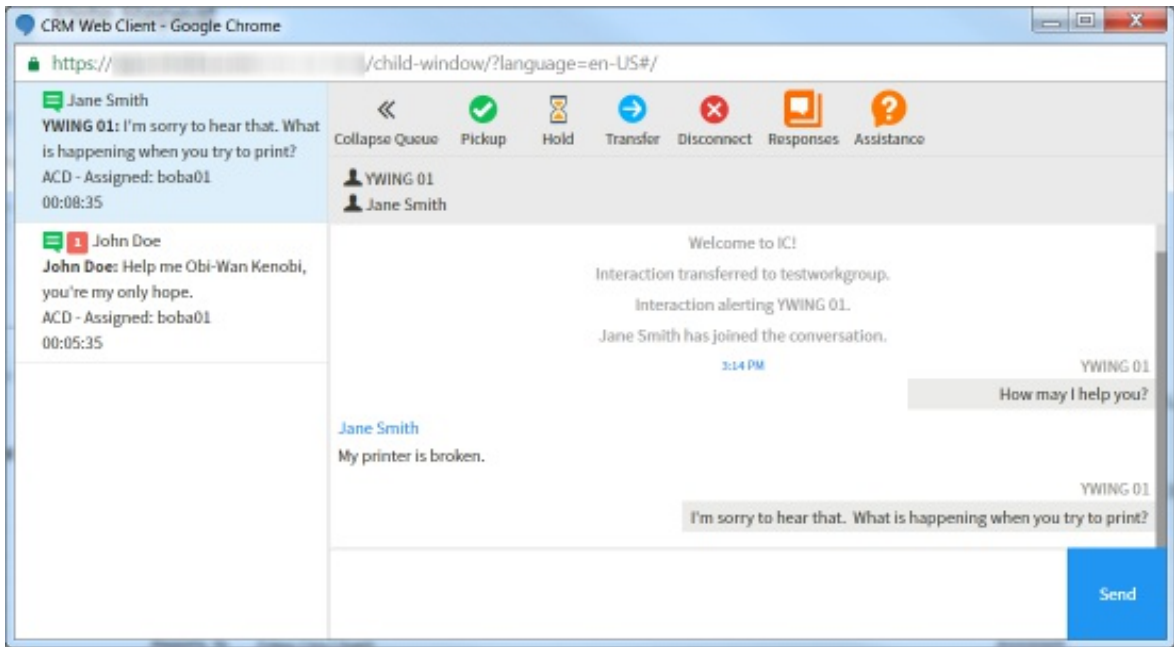 CRM Web Client - Google Chrome
https:// /child-window/?language=en-US#/
Jane Smith
YWING 01: I'm sorry to hear that. What
is happening when you try to print?
ACD - Assigned: boba01
00:08:35
1 John Doe
John Doe: Help me Obi-Wan Kenobi,
you're my only hope.
ACD - Assigned: boba01
00:05:35
Collapse Queue Pickup Hold Transfer Disconnect Responses Assistance
YWING 01
Jane Smith
Welcome to IC!
Interaction transferred to testworkgroup.
Interaction alerting YWING 01.
Jane Smith has joined the conversation.
3:14 PM
YWING 01
How may I help you?
Jane Smith
My printer is broken.
YWING 01
I'm sorry to hear that. What is happening when you try to print?
Send